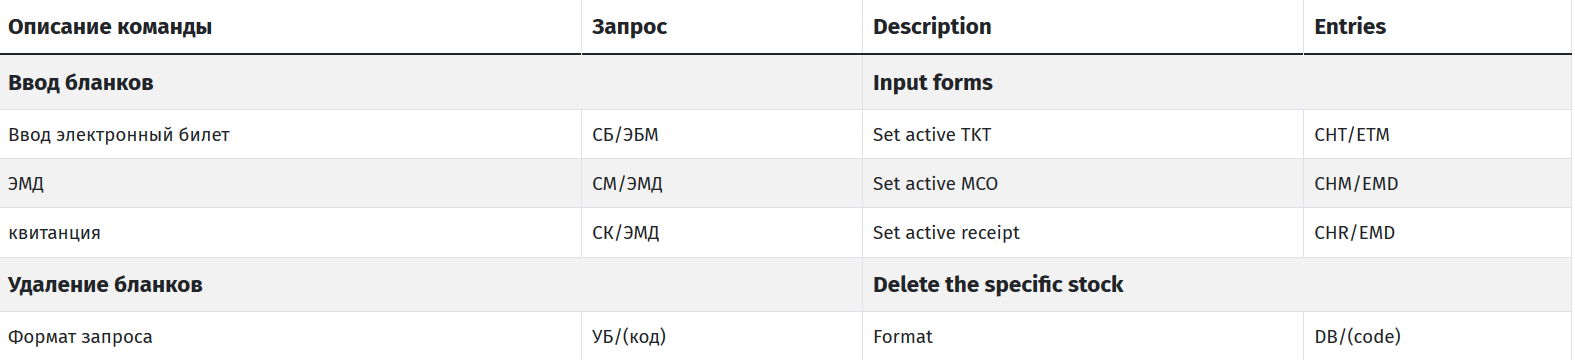 Описание команды Запрос Description Entries
Ввод бланков Input forms
Ввод электронный билет СБ/ЭБМ Set active TKT CHT/ETM
ЭМД СМ/ЭМД Set active MCO CHM/EMD
квитанция СК/ЭМД Set active receipt CHR/EMD
Удаление бланков Delete the specific stock
Формат запроса УБ/(код) Format DB/(code)